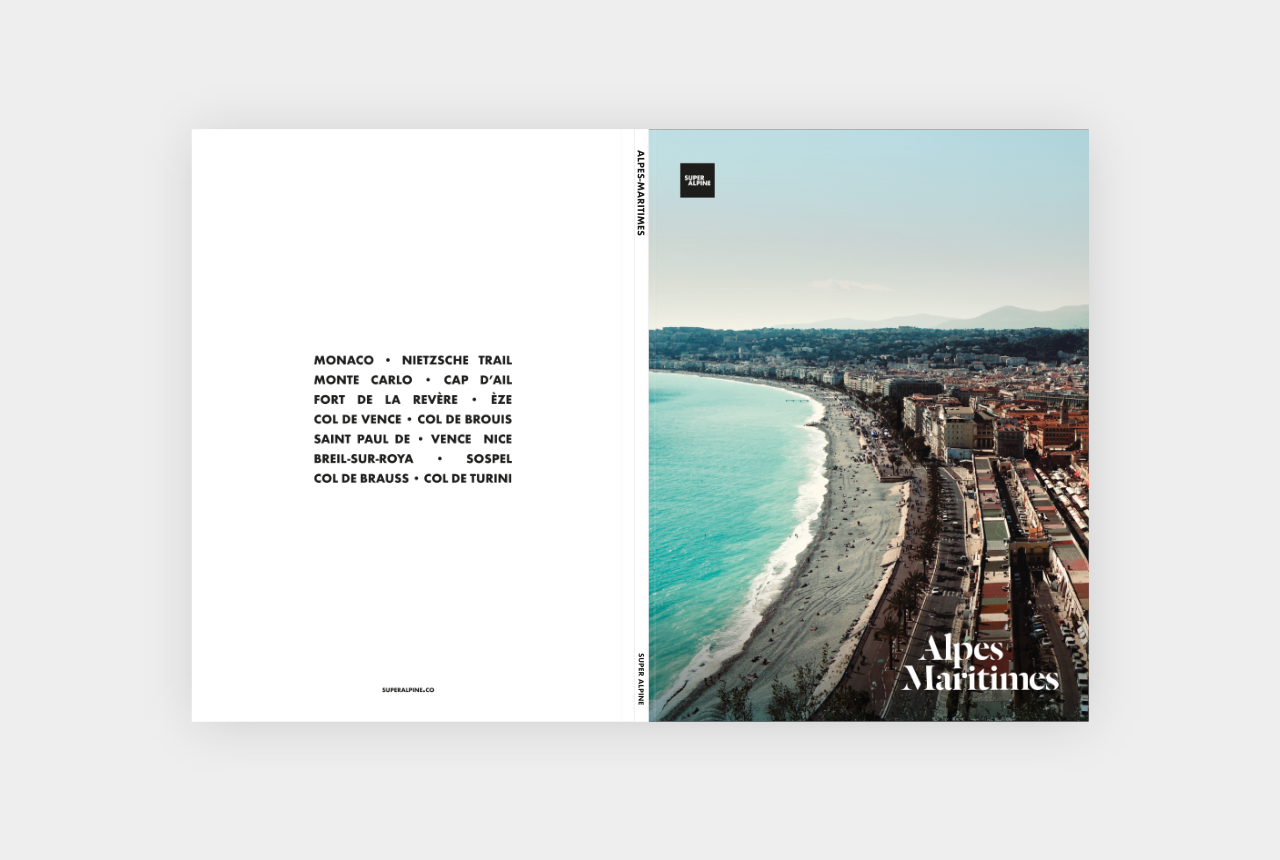 MONACO • NIETZSCHE TRAIL
MONTE CARLO • CAP D’AIL
FORT DE LA REVÈRE • ÈZE
COL DE VENCE • COL DE BROUIS
SAINT PAUL DE • VENCE NICE
BREIL-SUR-ROYA • SOSPEL
COL DE BRAUSS • COL DE TURINI
SUPERALPINE.CO
ALPES-MARITIMES
SUPER ALPINE
SUPER
ALPINE
Alpes
Maritimes